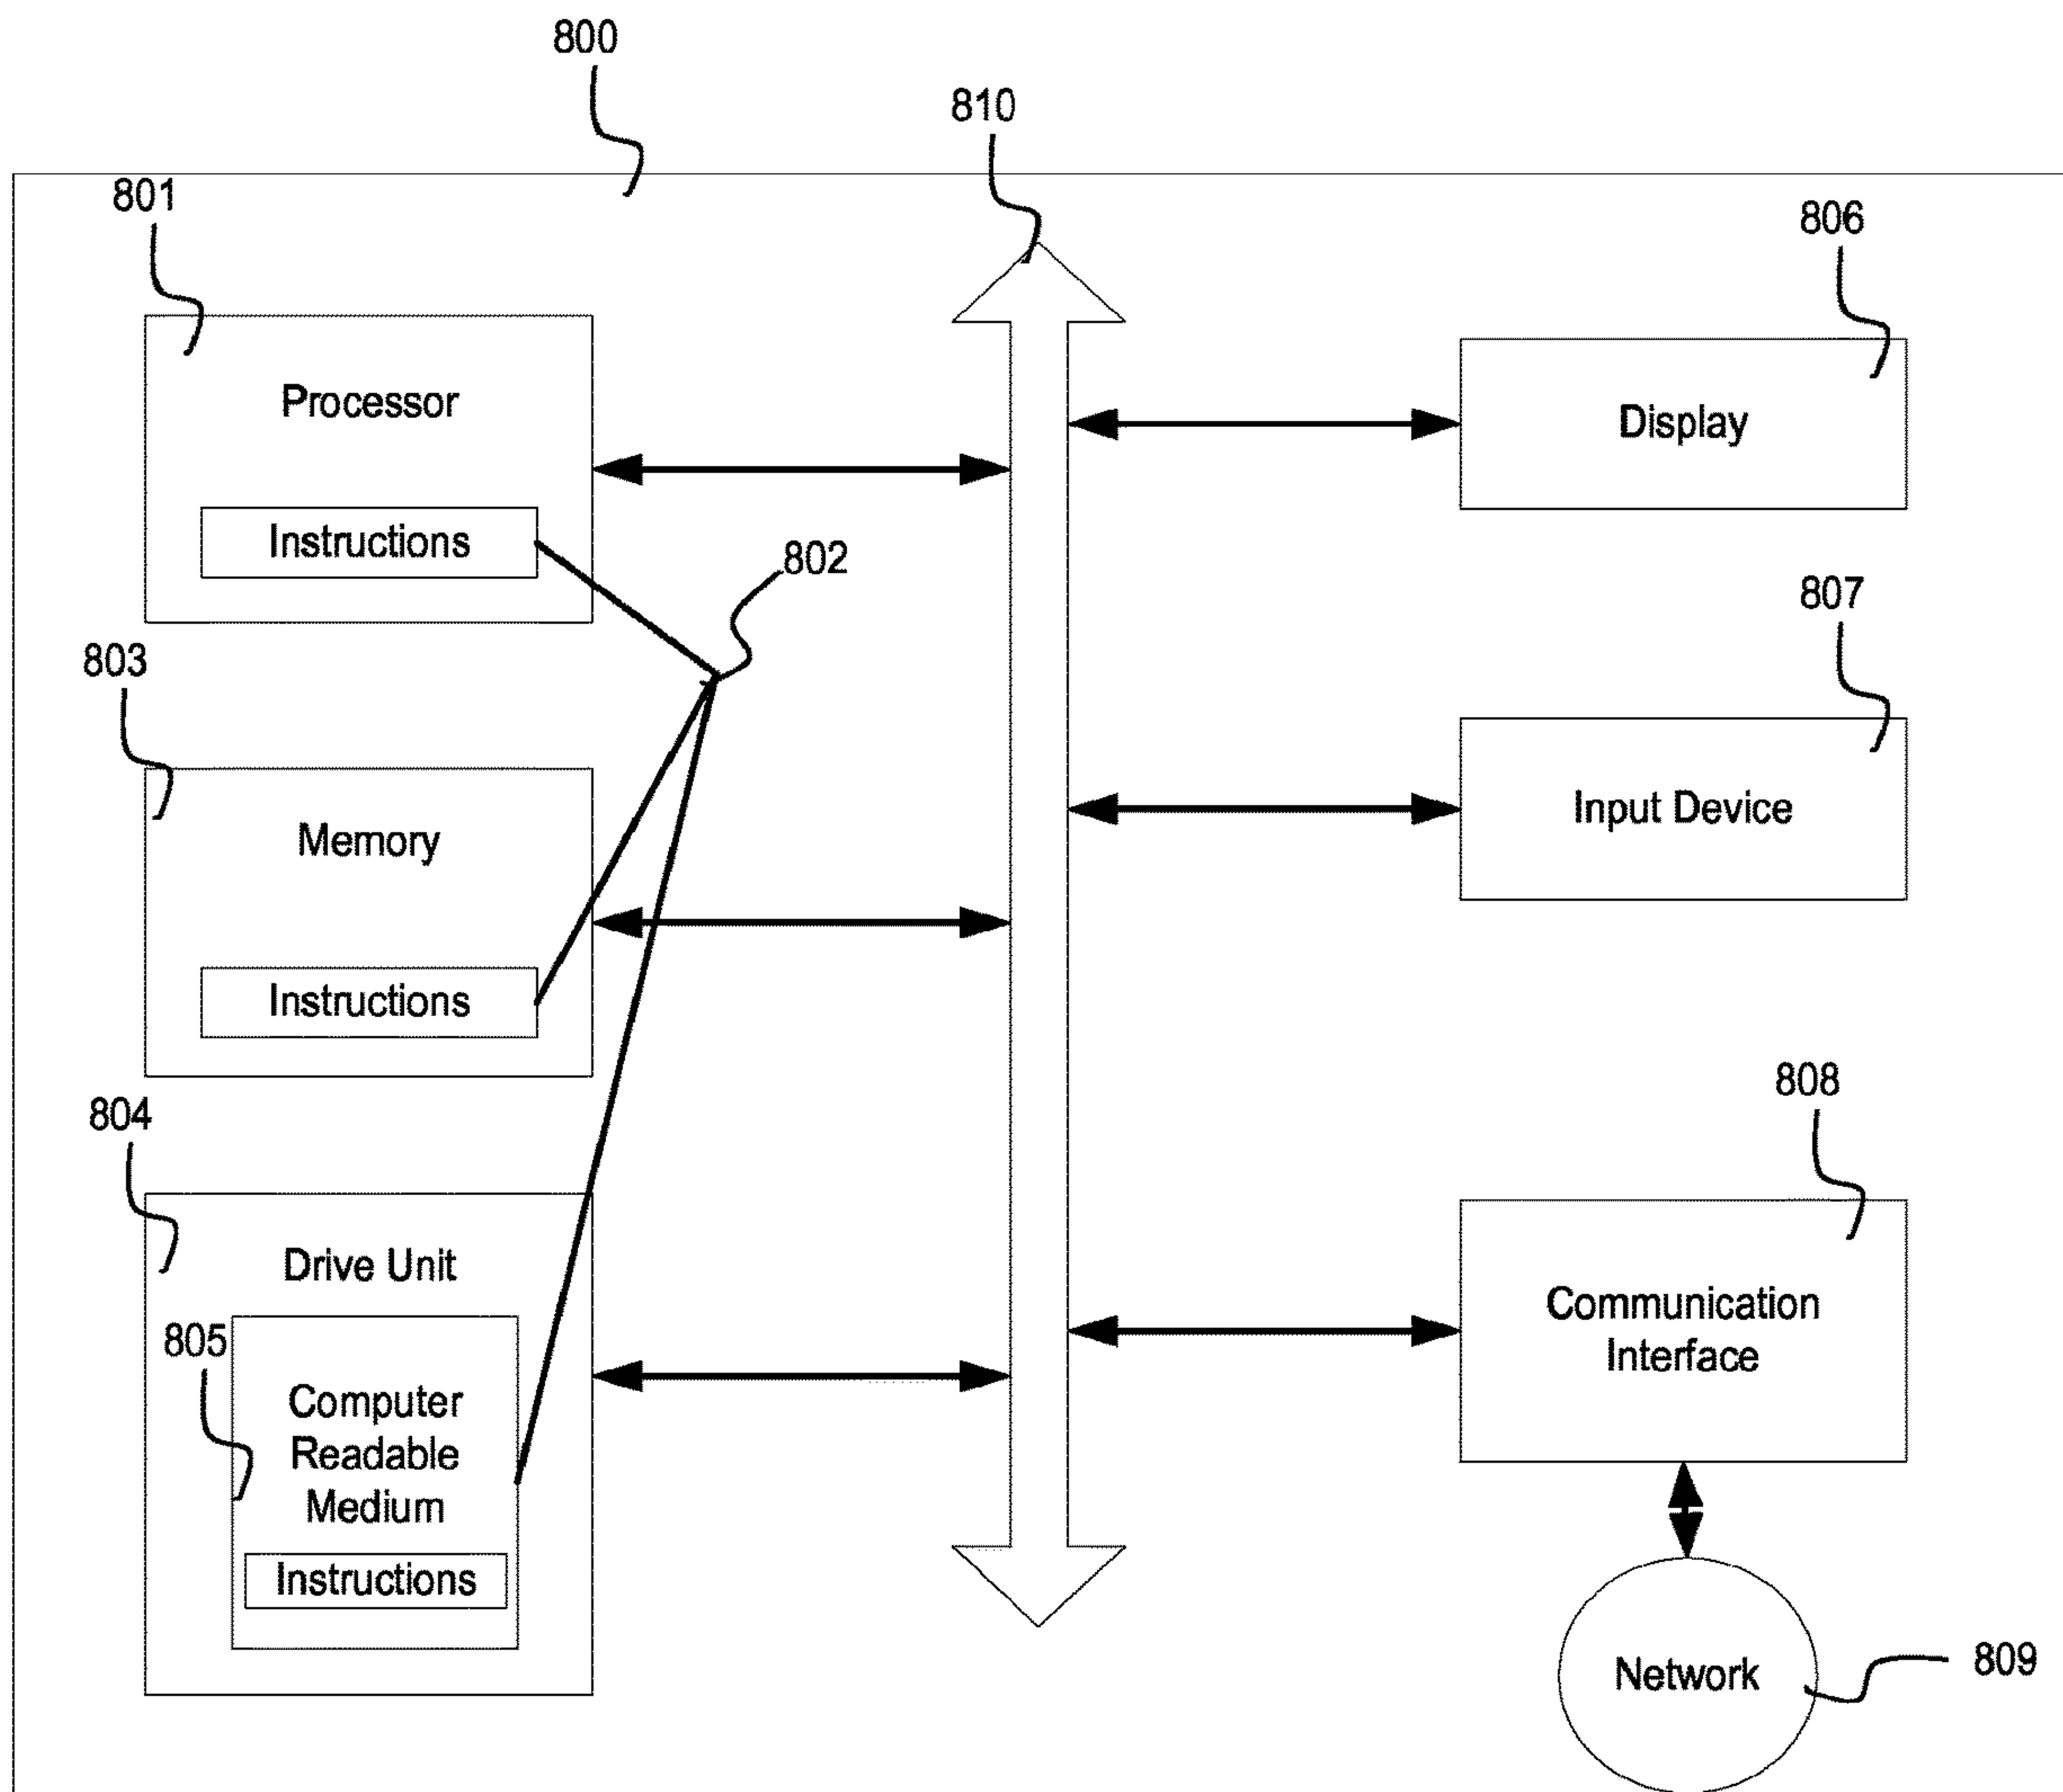 800
810
801
806
Processor
Display
Instructions
802
807
803
Input Device
Memory
Instructions
808
804
Drive Unit
Communication
Interface
805
Computer
Readable
Medium
Instructions
Network
809